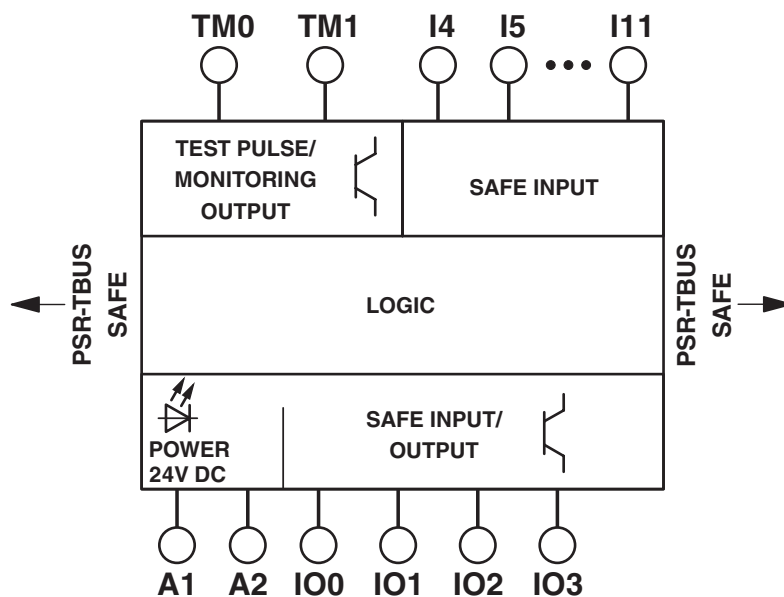 TM0 TM1 I4 I5 ••• I11
TEST PULSE/
MONITORING
OUTPUT
SAFE INPUT
PSR-TBUS
SAFE
LOGIC
PSR-TBUS
SAFE
POWER
24V DC
SAFE INPUT/
OUTPUT
A1 A2 IO0 IO1 IO2 IO3